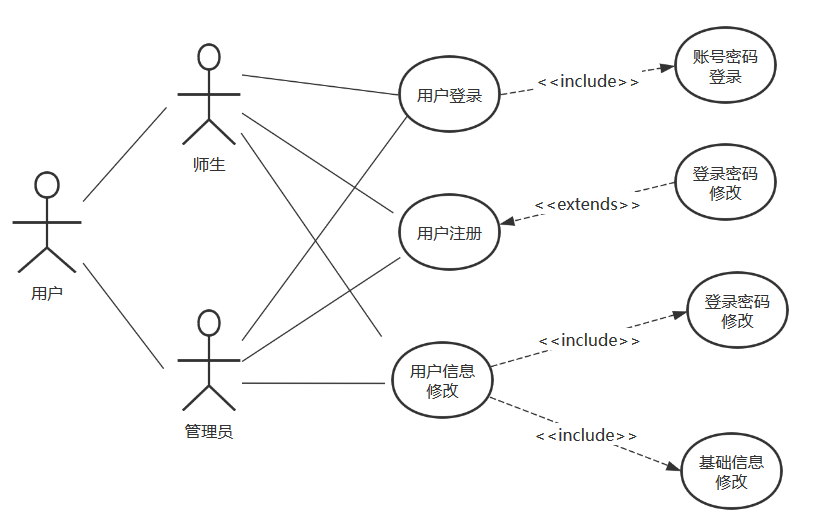 账号密码
登录
<<include>>
用户登录
师生
登录密码
修改
<<extends>>
用户注册
用户
登录密码
修改
<<include>>
用户信息
修改
管理员
<<include>>
基础信息
修改